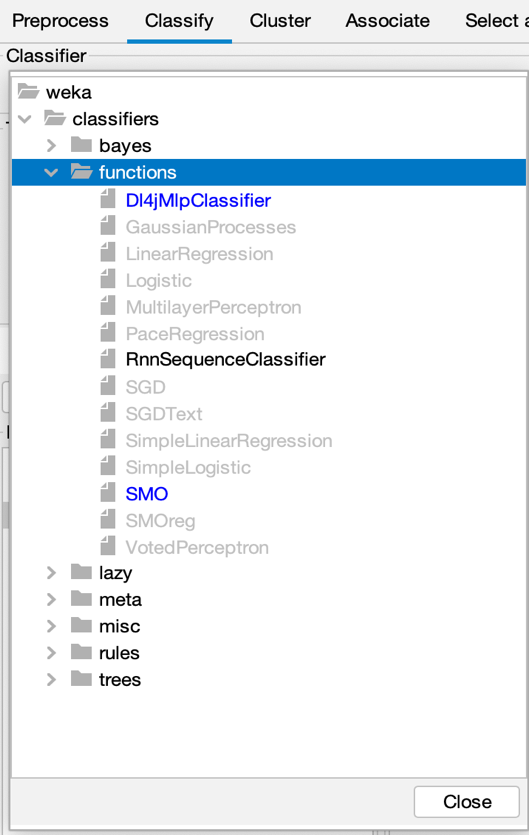 Preprocess Classify Cluster Associate Select a
Classifier
weka
classifiers
bayes
functions
Dl4jMlpClassifier
GaussianProcesses
LinearRegression
Logistic
MultilayerPerceptron
PaceRegression
RnnSequenceClassifier
SGD
SGDText
SimpleLinearRegression
SimpleLogistic
SMO
SMOreg
VotedPerceptron
lazy
meta
misc
rules
trees
Close